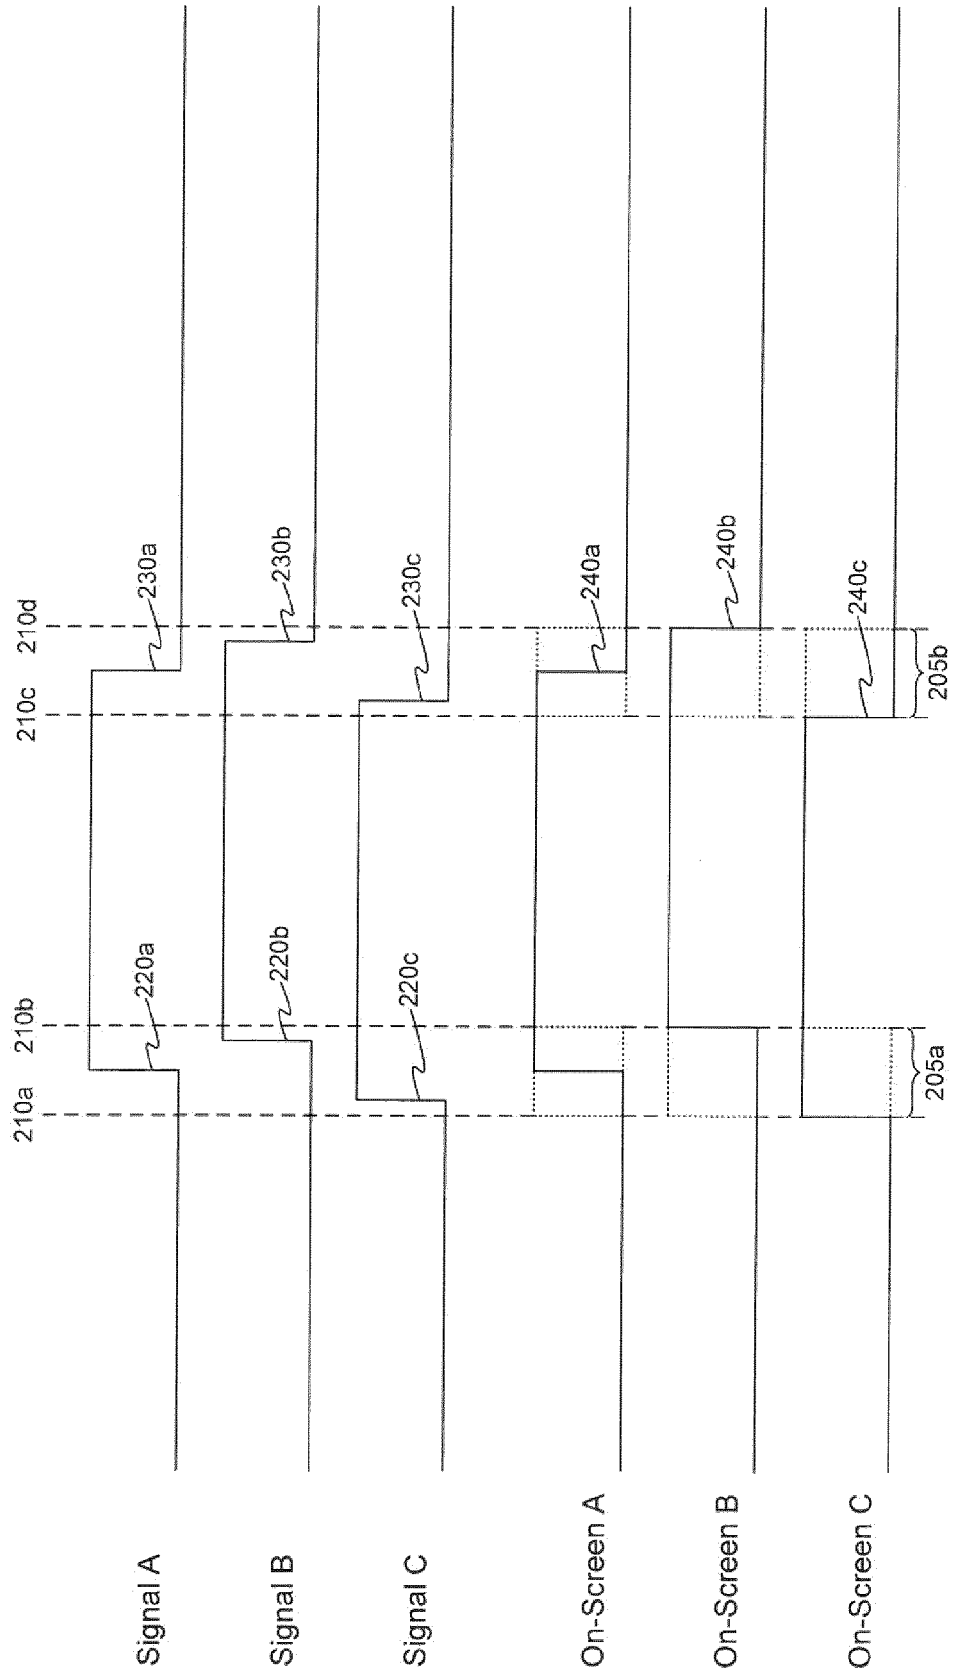 210a 210b 210c 210d
Signal A 220a 230a
Signal B 220b 230b
Signal C 220c 230c
On-Screen A 240a
On-Screen B 240b
On-Screen C 240c
205a 205b